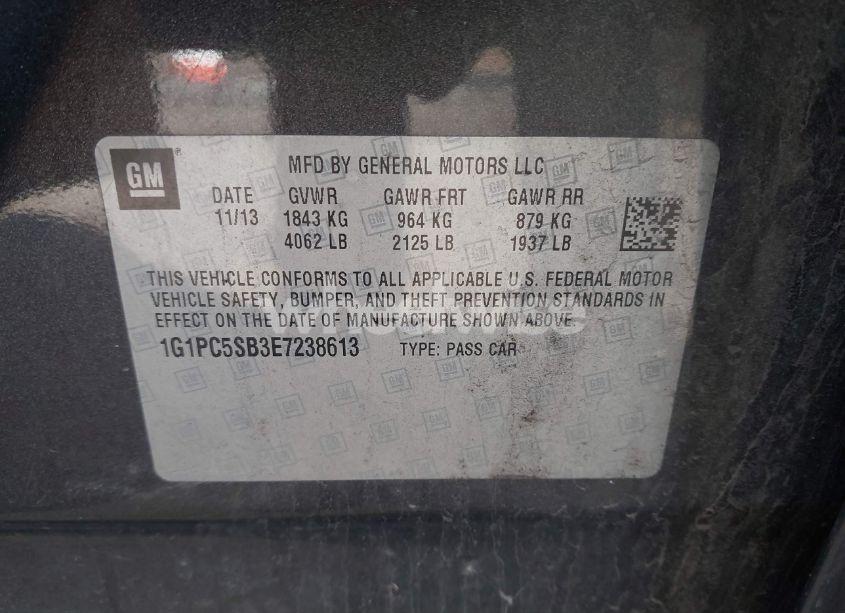 GM
MFD BY GENERAL MOTORS LLC
DATE GVWR GAWR FRT GAWR RR
11/13 1843 KG 964 KG 879 KG
4062 LB 2125 LB 1937 LB
THIS VEHICLE CONFORMS TO ALL APPLICABLE U.S. FEDERAL MOTOR
VEHICLE SAFETY, BUMPER, AND THEFT PREVENTION STANDARDS IN
EFFECT ON THE DATE OF MANUFACTURE SHOWN ABOVE.
1G1PC5SB3E7238613 TYPE: PASS CAR